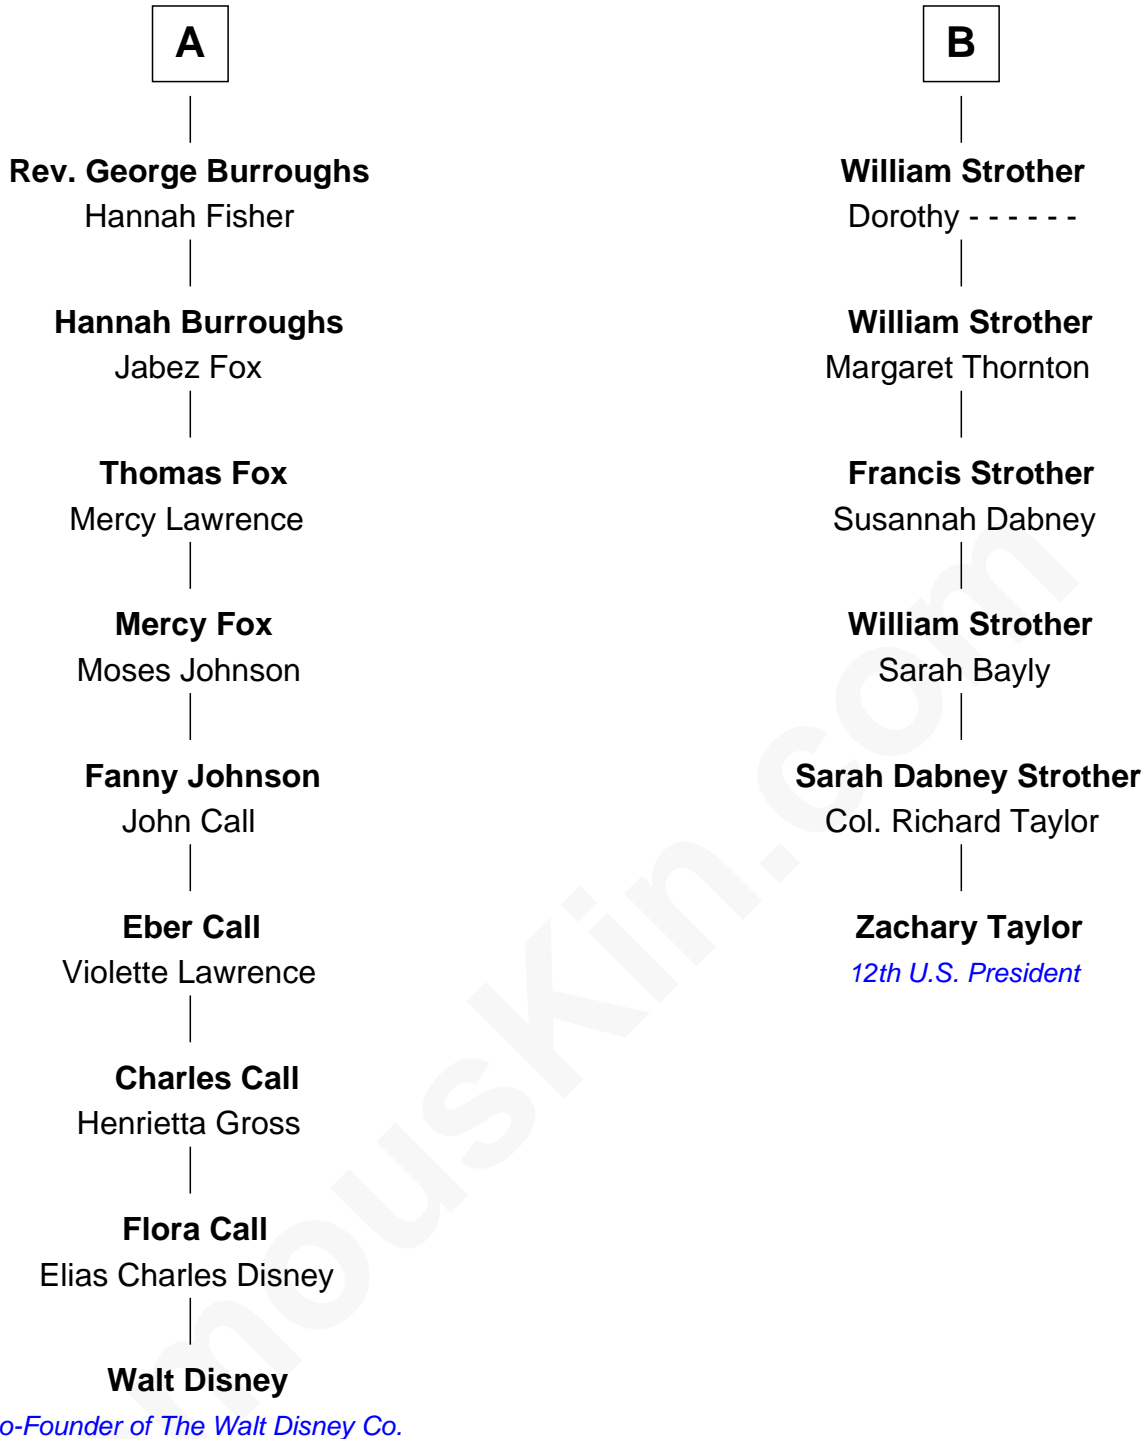 A
Rev. George Burroughs
Hannah Fisher
Hannah Burroughs
Jabez Fox
Thomas Fox
Mercy Lawrence
Mercy Fox
Moses Johnson
Fanny Johnson
John Call
Eber Call
Violette Lawrence
Charles Call
Henrietta Gross
Flora Call
Elias Charles Disney
Walt Disney
o-Founder of The Walt Disney Co.
B
William Strother
Dorothy - - - - - -
William Strother
Margaret Thornton
Francis Strother
Susannah Dabney
William Strother
Sarah Bayly
Sarah Dabney Strother
Col. Richard Taylor
Zachary Taylor
12th U.S. President
mouskin.com